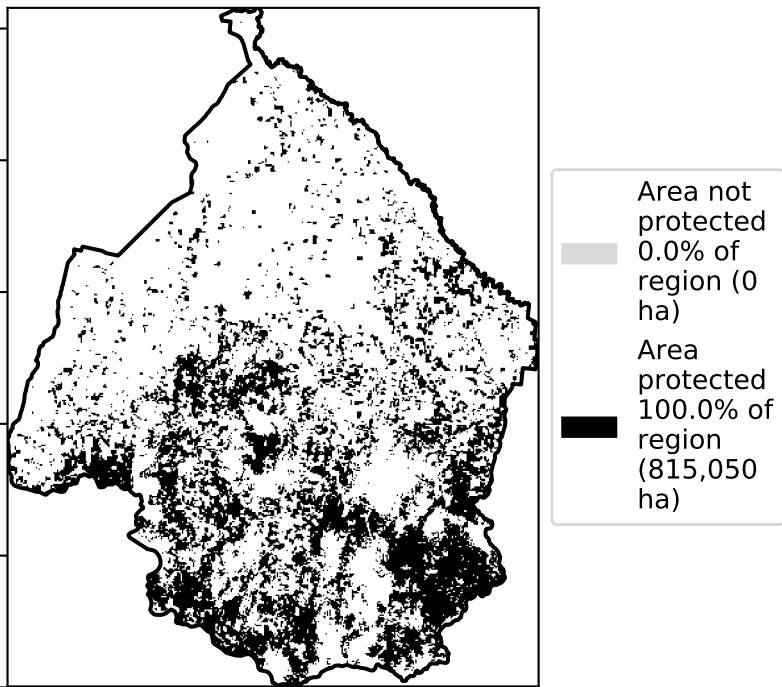 Area not
protected
0.0% of
region (0
ha)
Area
protected
100.0% of
region
(815,050
ha)